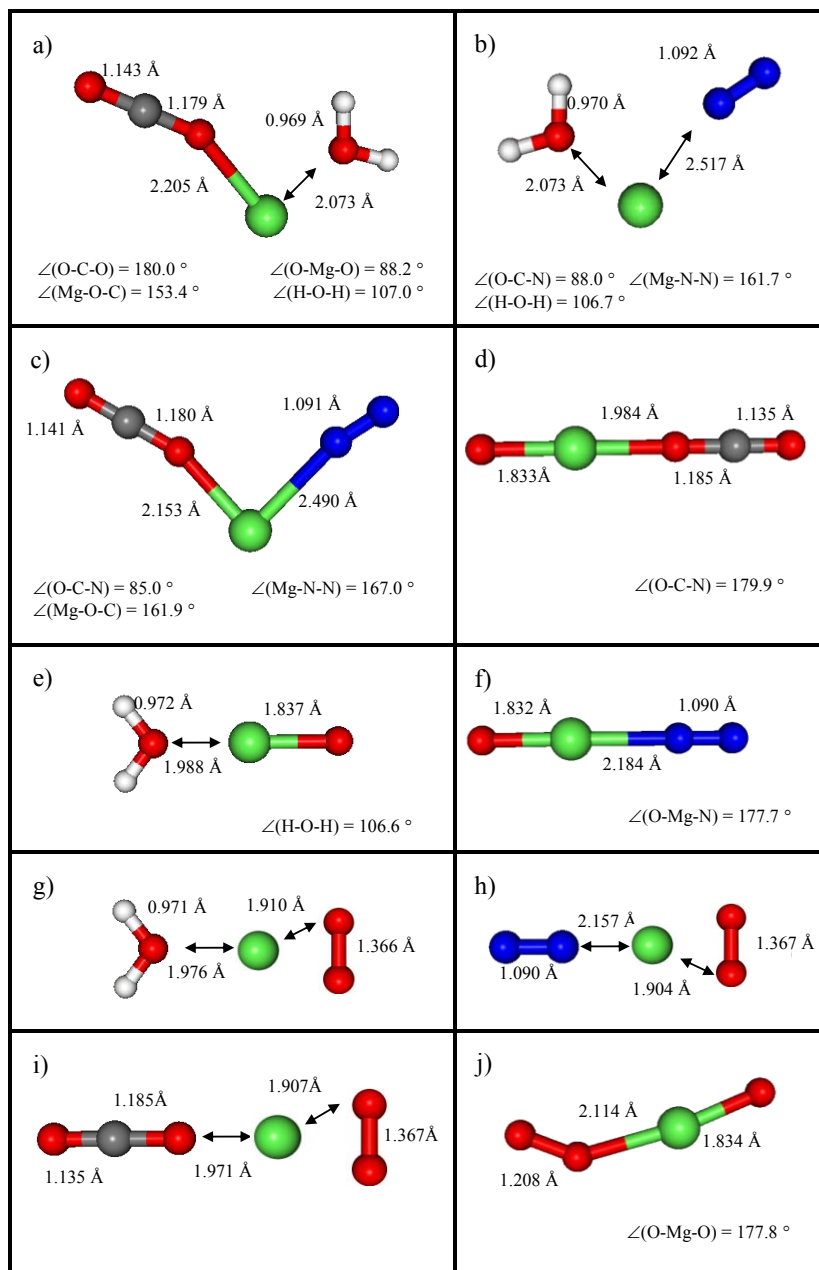 a)
1.143 Å
1.179 Å
0.969 Å
2.205 Å
2.073 Å
∠(O-C-O) = 180.0 ° ∠(O-Mg-O) = 88.2 °
∠(Mg-O-C) = 153.4 ° ∠(H-O-H) = 107.0 °
b)
1.092 Å
0.970 Å
2.517 Å
2.073 Å
∠(O-C-N) = 88.0 ° ∠(Mg-N-N) = 161.7 °
∠(H-O-H) = 106.7 °
c)
1.180 Å
1.091 Å
1.141 Å
2.153 Å
2.490 Å
∠(O-C-N) = 85.0 ° ∠(Mg-N-N) = 167.0 °
∠(Mg-O-C) = 161.9 °
d)
1.984 Å
1.135 Å
1.833Å
1.185 Å
∠(O-C-N) = 179.9 °
e)
0.972 Å
1.837 Å
1.988 Å
∠(H-O-H) = 106.6 °
f)
1.832 Å
1.090 Å
2.184 Å
∠(O-Mg-N) = 177.7 °
g)
0.971 Å
1.910 Å
1.366 Å
1.976 Å
h)
2.157 Å
1.367 Å
1.090 Å
1.904 Å
i)
1.185Å
1.907Å
1.367Å
1.135 Å
1.971 Å
j)
2.114 Å
1.834 Å
1.208 Å
∠(O-Mg-O) = 177.8 °